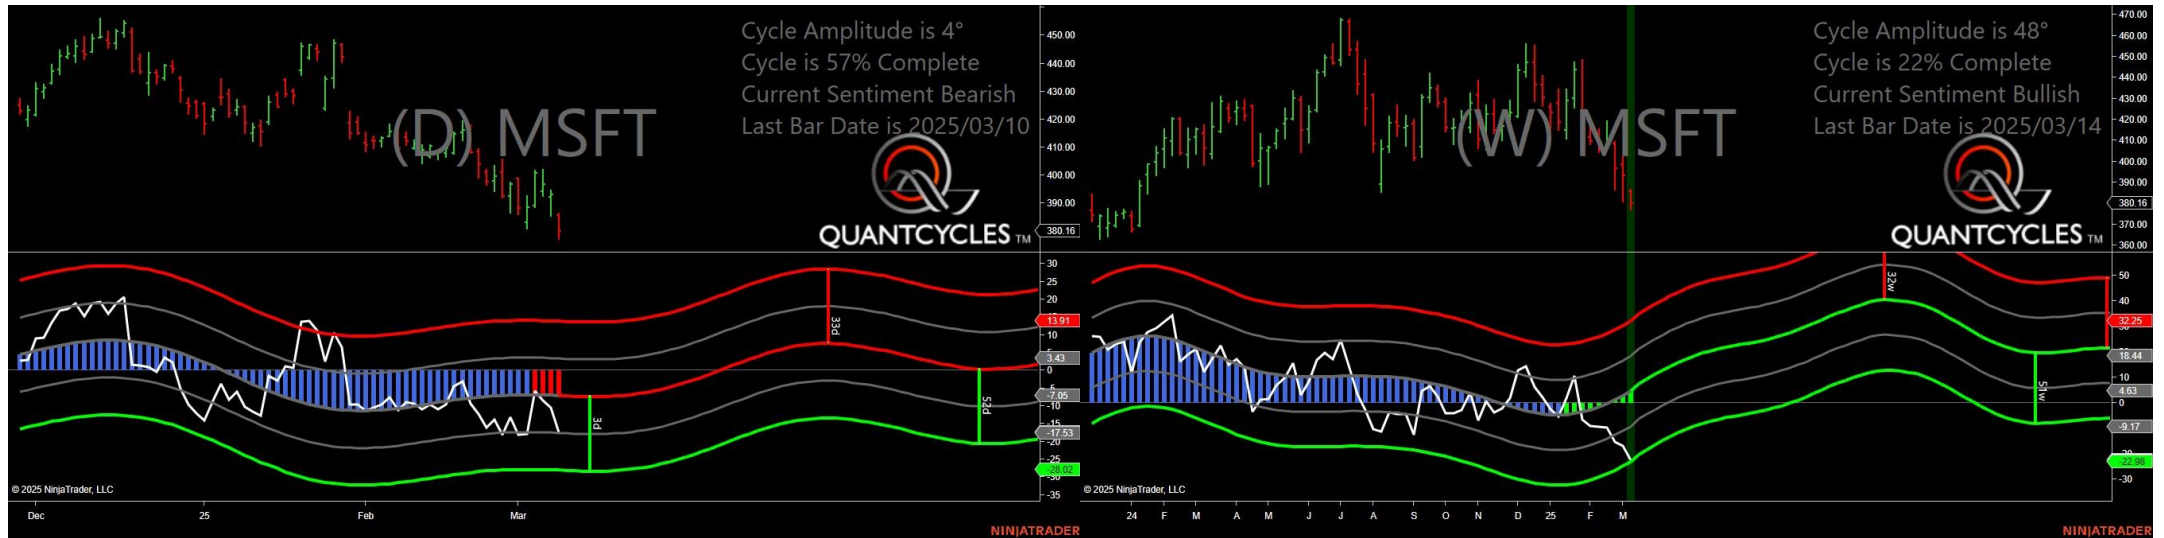 Cycle Amplitude is 4°
Cycle is 57% Complete
Current Sentiment Bearish
Last Bar Date is 2025/03/10
(D) MSFT
QUANTCYCLES TM
450.00
440.00
430.00
420.00
410.00
400.00
390.00
380.16
30
25
20
13.91
10
5
3.43
0
-5
-7.05
-10
-15
-17.53
-20
-25
-28.02
-30
-35
33d
3d
52d
© 2025 NinjaTrader, LLC
Dec
25
Feb
Mar
NINJATRADER
Cycle Amplitude is 48°
Cycle is 22% Complete
Current Sentiment Bullish
Last Bar Date is 2025/03/14
(W) MSFT
QUANTCYCLES TM
470.00
460.00
450.00
440.00
430.00
420.00
410.00
400.00
390.00
380.16
370.00
360.00
50
40
32.25
18.44
10
4.63
0
-9.17
-22.98
-30
32w
51w
© 2025 NinjaTrader, LLC
24
F
M
A
M
J
J
A
S
O
N
D
25
F
M
NINJATRADER